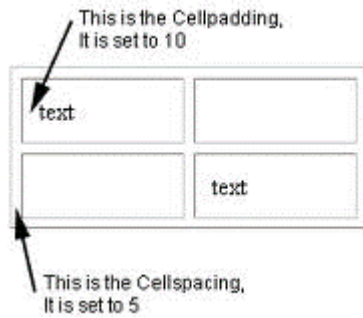 This is the Cellpadding,
It is set to 10
text
text
This is the Cellspacing,
It is set to 5